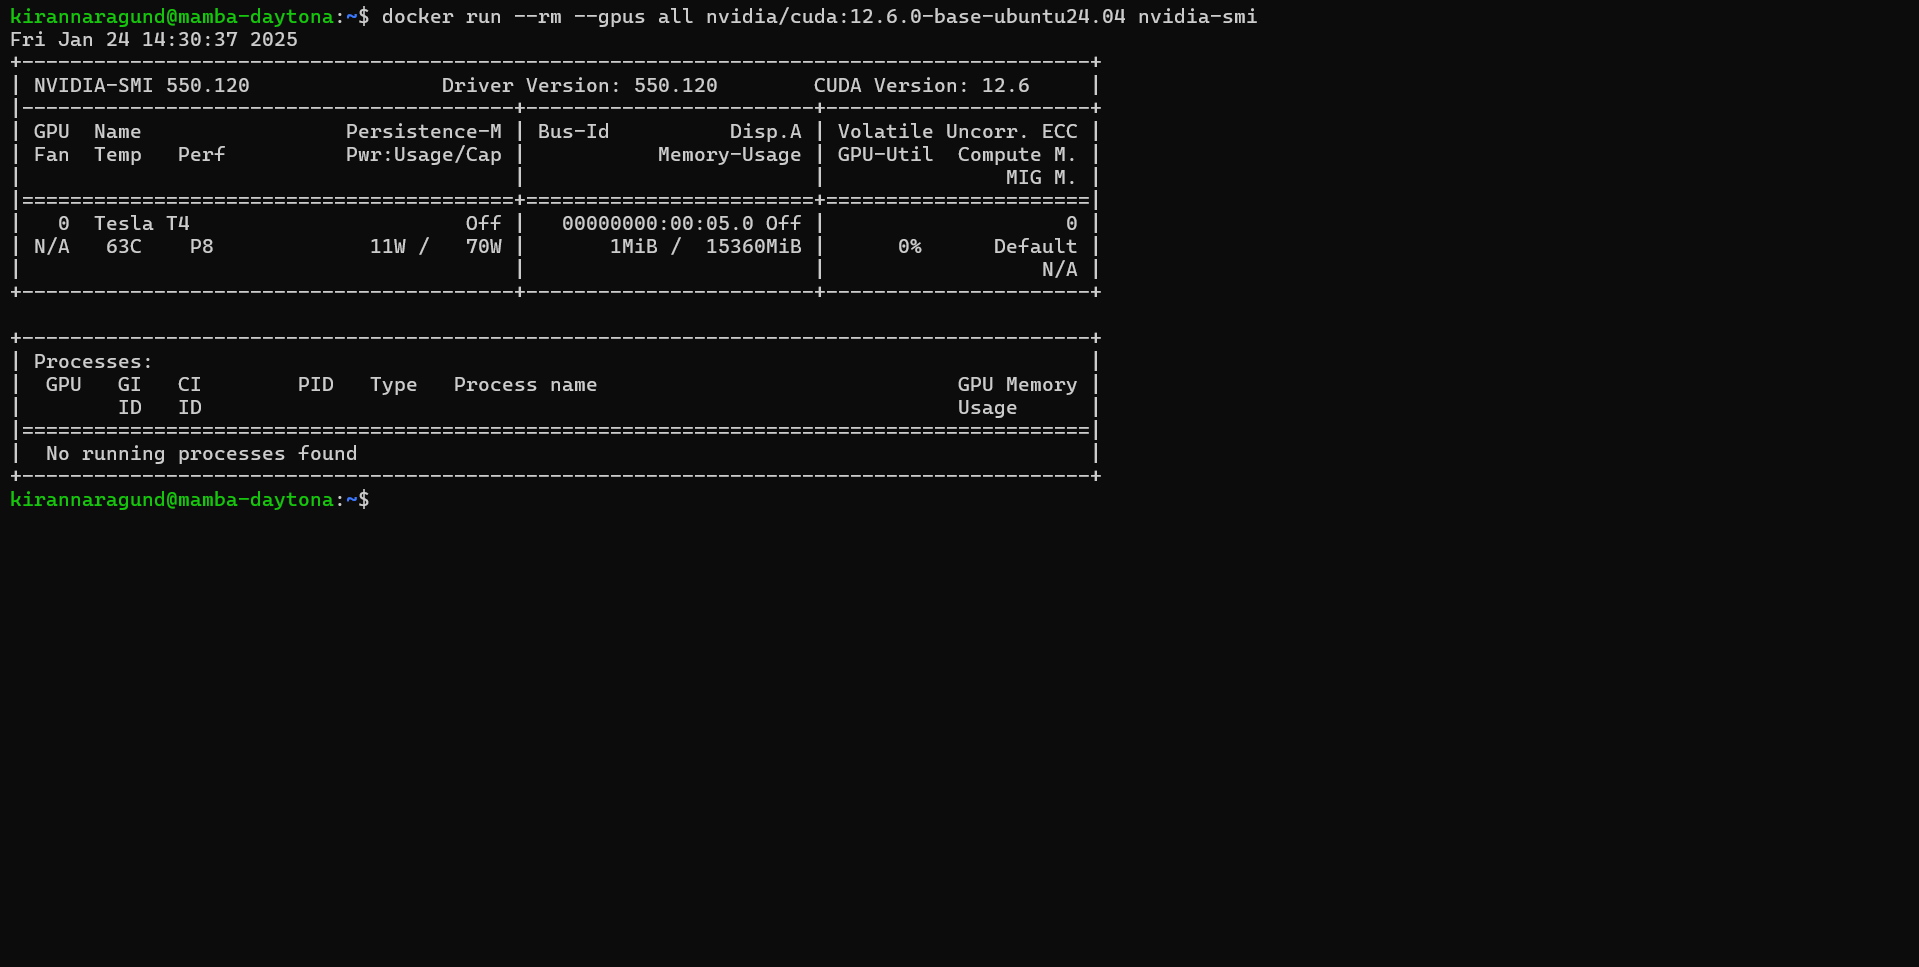 kirannaragund@mamba-daytona:~$ docker run --rm --gpus all nvidia/cuda:12.6.0-base-ubuntu24.04 nvidia-smi
Fri Jan 24 14:30:37 2025
+-----------------------------------------------------------------------------------------+
| NVIDIA-SMI 550.120                Driver Version: 550.120        CUDA Version: 12.6     |
|-----------------------------------------+------------------------+----------------------+
| GPU  Name                 Persistence-M | Bus-Id          Disp.A | Volatile Uncorr. ECC |
| Fan  Temp   Perf          Pwr:Usage/Cap |           Memory-Usage | GPU-Util  Compute M. |
|                                         |                        |               MIG M. |
|=========================================+========================+======================|
|   0  Tesla T4                       Off |   00000000:00:05.0 Off |                    0 |
| N/A   63C    P8             11W /   70W |       1MiB /  15360MiB |      0%      Default |
|                                         |                        |                  N/A |
+-----------------------------------------+------------------------+----------------------+

+-----------------------------------------------------------------------------------------+
| Processes:                                                                              |
|  GPU   GI   CI        PID   Type   Process name                              GPU Memory |
|        ID   ID                                                               Usage      |
|=========================================================================================|
|  No running processes found                                                             |
+-----------------------------------------------------------------------------------------+
kirannaragund@mamba-daytona:~$